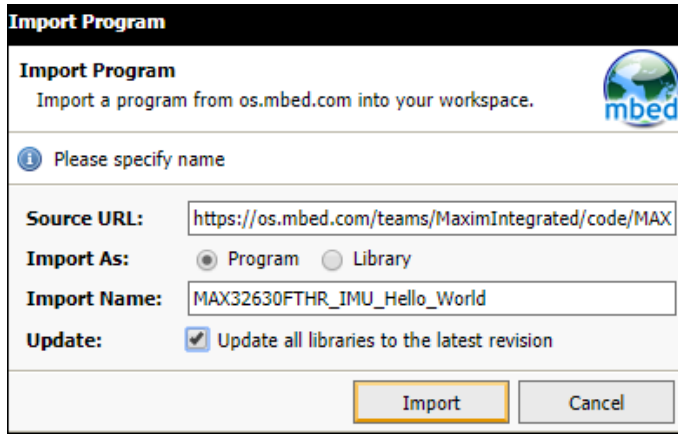 Import Program
Import Program
Import a program from os.mbed.com into your workspace.
mbed
Please specify name
Source URL: https://os.mbed.com/teams/MaximIntegrated/code/MAX
Import As: Program Library
Import Name: MAX32630FTHR_IMU_Hello_World
Update: Update all libraries to the latest revision
Import Cancel